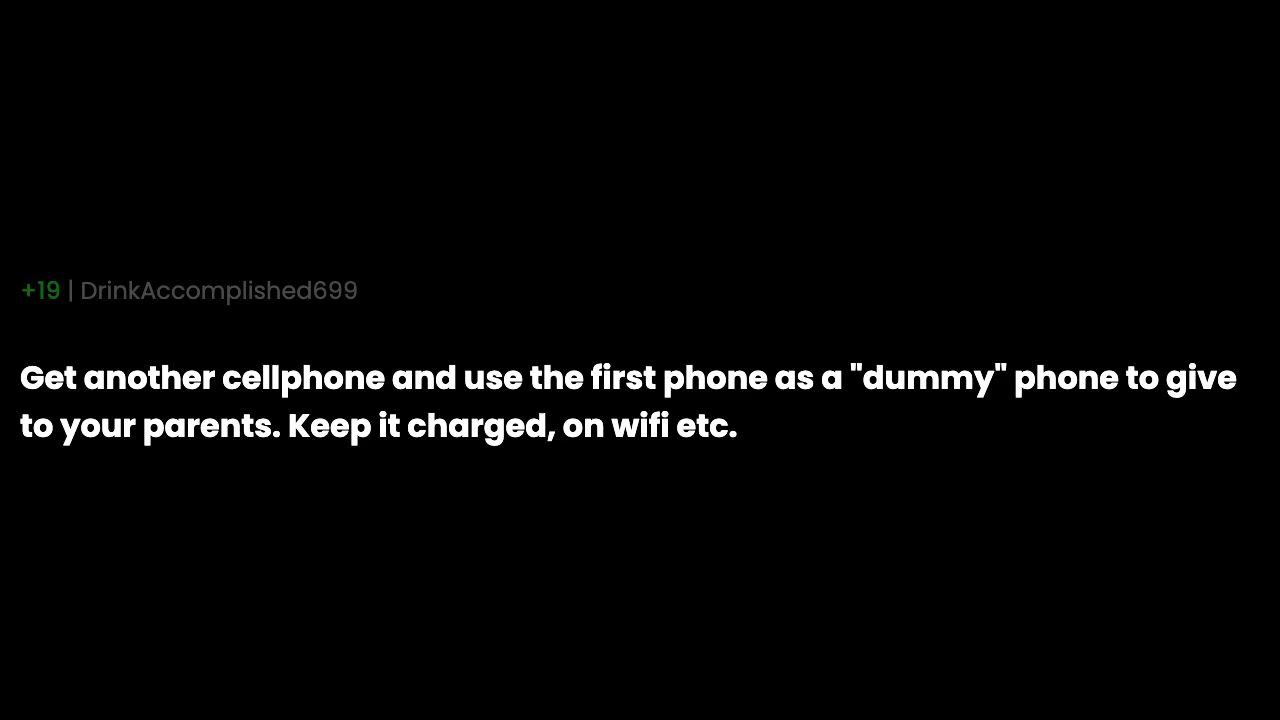 +19 | DrinkAccomplished699
Get another cellphone and use the first phone as a "dummy" phone to give
to your parents. Keep it charged, on wifi etc.